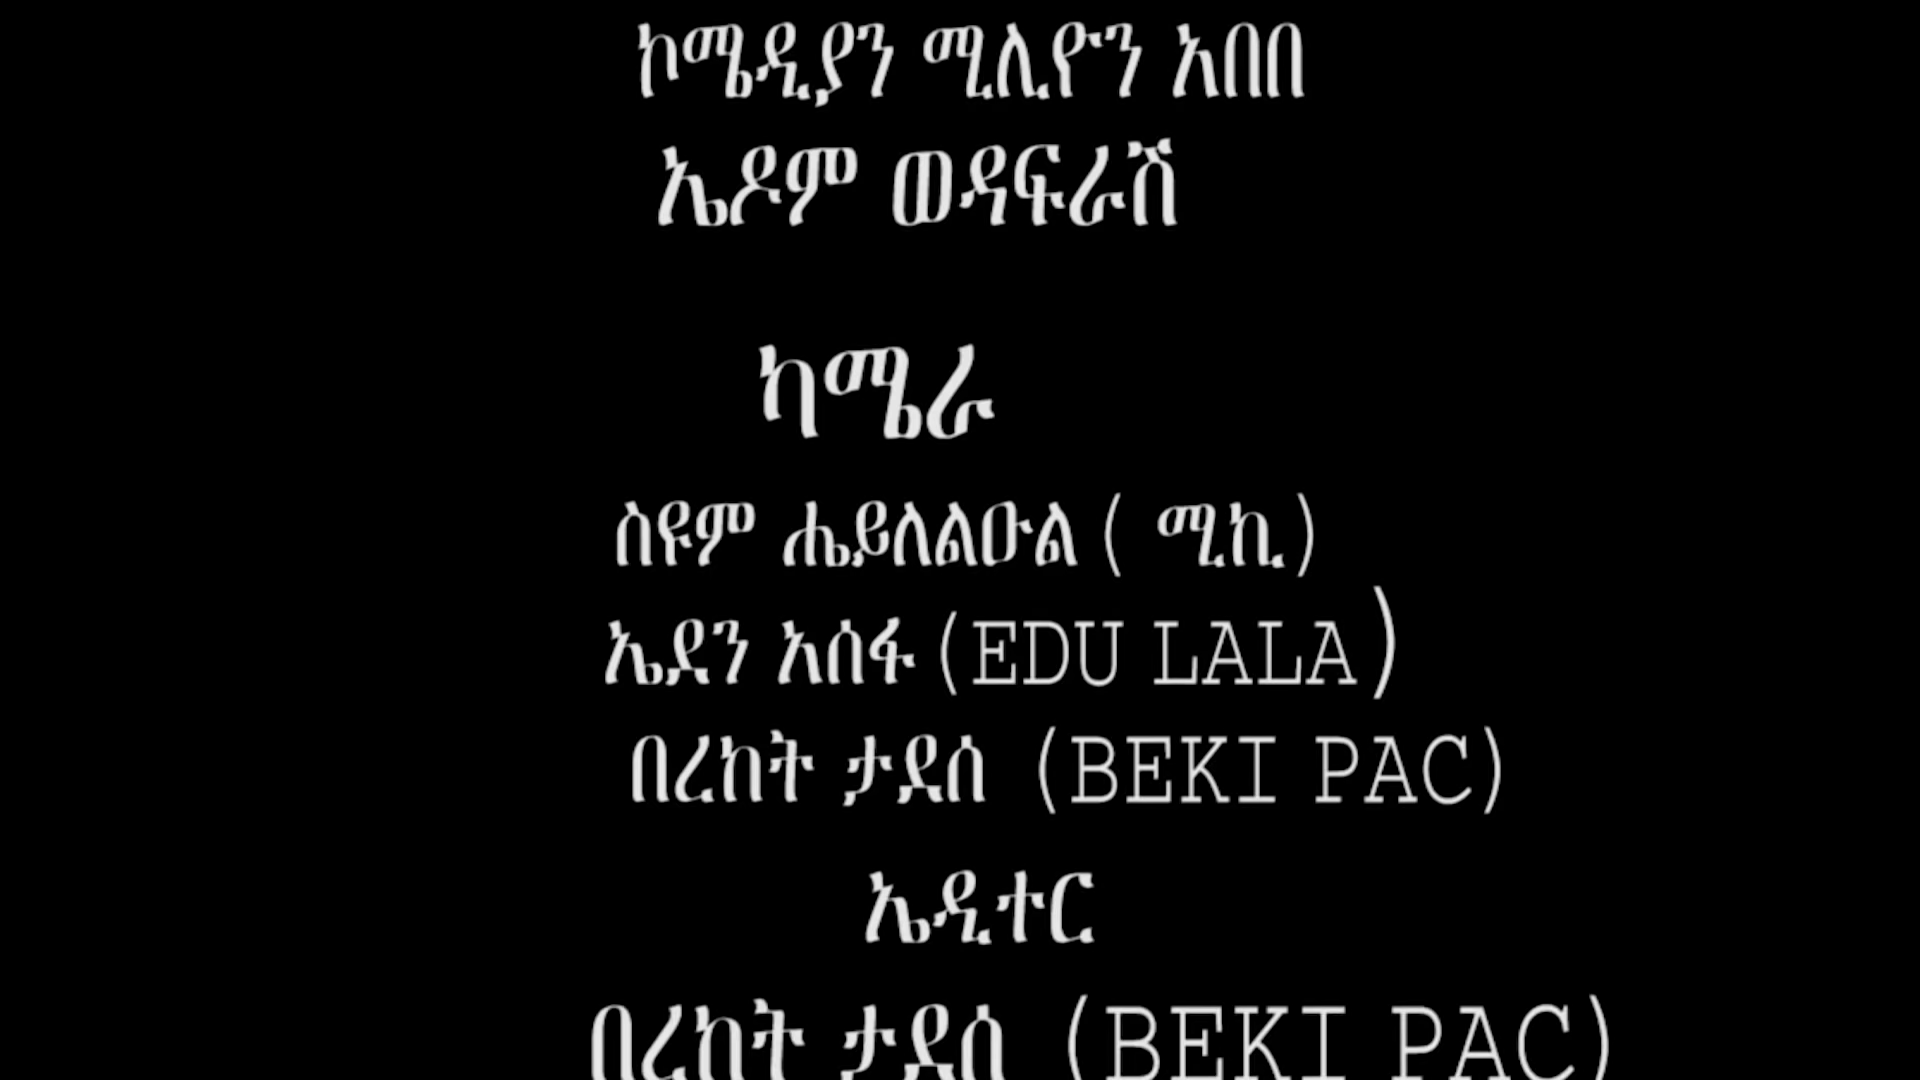 ኮሜዲያን ሚሊዮን አበበ
ኤዶም ወዳፍራሽ
ካሜራ
ስዩም ሐይለልዑል ( ሚኪ)
ኤደን አሰፋ (EDU LALA)
በረከት ታደሰ (BEKI PAC)
ኤዲተር
በረከት ታደሰ (BEKI PAC)